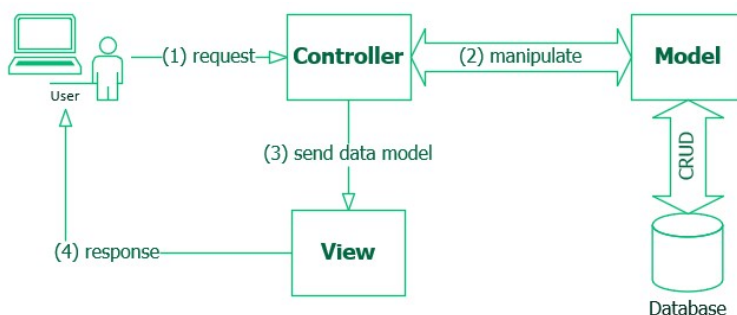 (1) request
Controller
(2) manipulate
Model
User
(3) send data model
CRUD
(4) response
View
Database